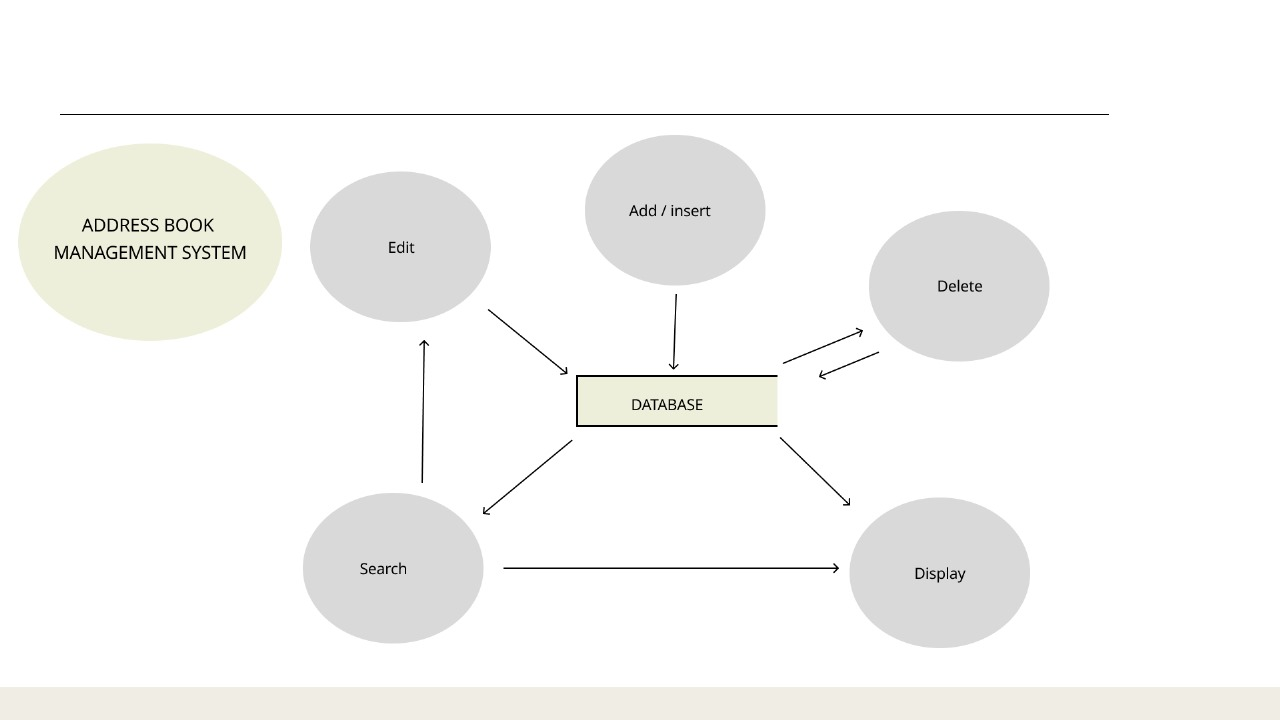 ADDRESS BOOK
MANAGEMENT SYSTEM
Edit
Add / insert
Delete
DATABASE
Search
Display